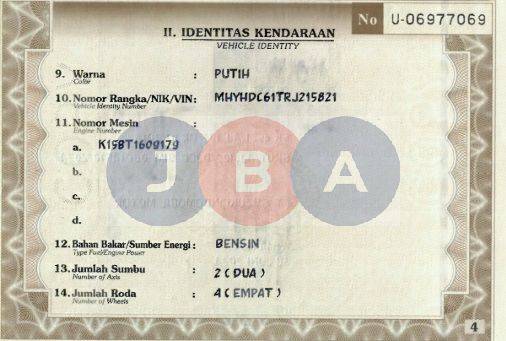 No U-06977069
II. IDENTITAS KENDARAAN
VEHICLE IDENTITY
9. Warna : PUTIH
Color
10. Nomor Rangka/NIK/VIN: MHYHDC61TRJ215821
Vehicle Identity Number
11. Nomor Mesin :
Engine Number
a. K15BT1609179
b.
c.
d.
JBA
12. Bahan Bakar/Sumber Energi : BENSIN
Type Fuel/Engine Power
13. Jumlah Sumbu : 2 (DUA)
Number of Axis
14. Jumlah Roda : 4 (EMPAT)
Number of Wheels
4